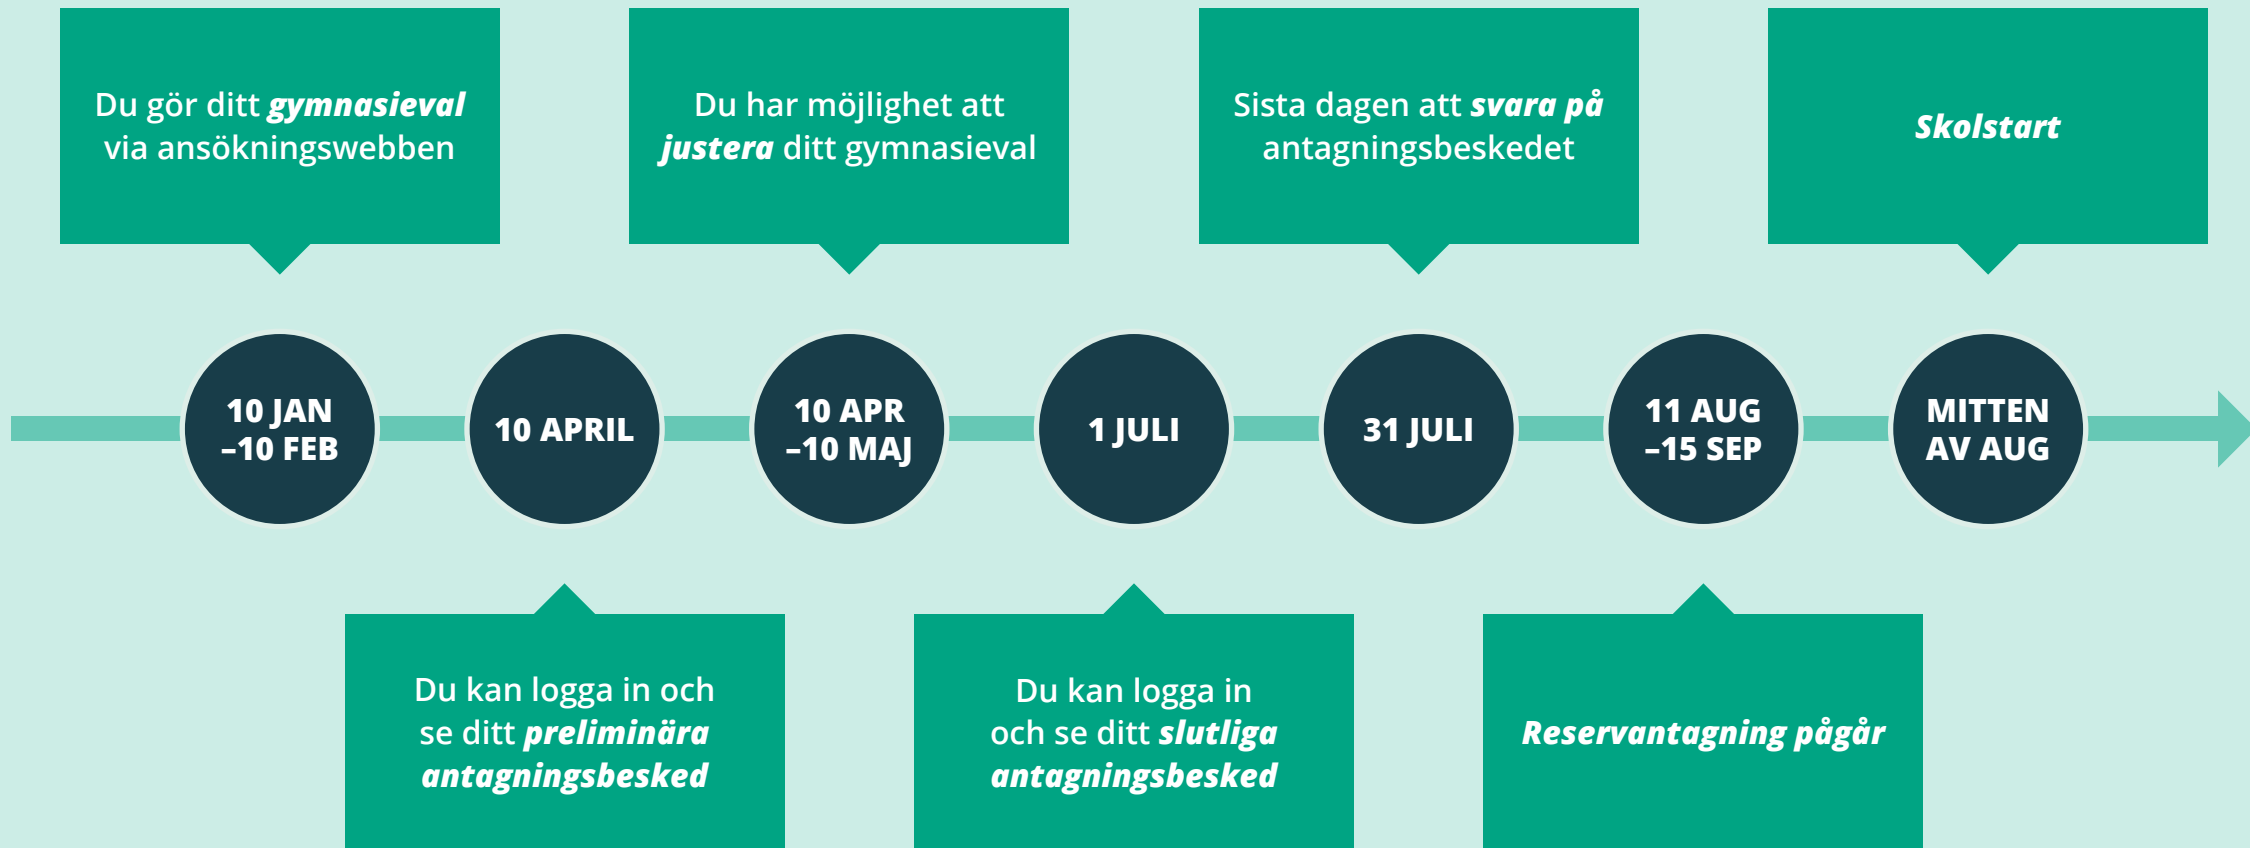 Du gör ditt gymnasieval
via ansökningswebben
Du har möjlighet att
justera ditt gymnasieval
Sista dagen att svara på
antagningsbeskedet
Skolstart
10 JAN
–10 FEB
10 APRIL
10 APR
–10 MAJ
1 JULI
31 JULI
11 AUG
–15 SEP
MITTEN
AV AUG
Du kan logga in och
se ditt preliminära
antagningsbesked
Du kan logga in
och se ditt slutliga
antagningsbesked
Reservantagning pågår